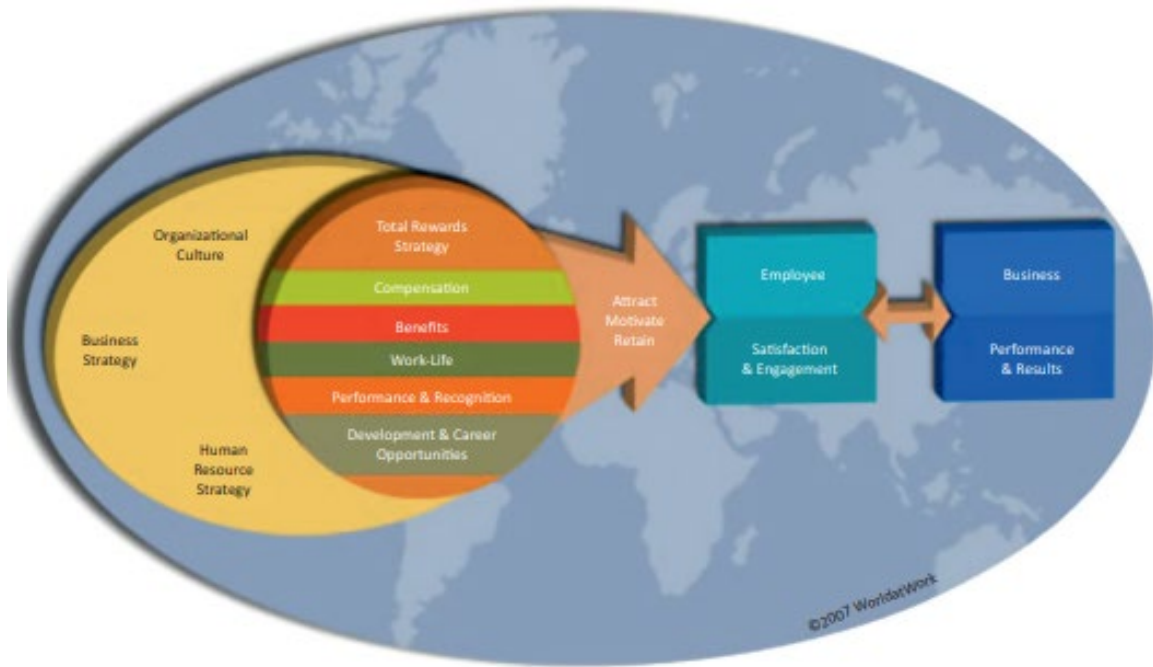 Organizational
Culture
Business
Strategy
Human
Resource
Strategy
Total Rewards
Strategy
Compensation
Benefits
Work-Life
Performance & Recognition
Development & Career
Opportunities
Attract
Motivate
Retain
Employee
Satisfaction
& Engagement
Business
Performance
& Results
©2007 WorldatWork